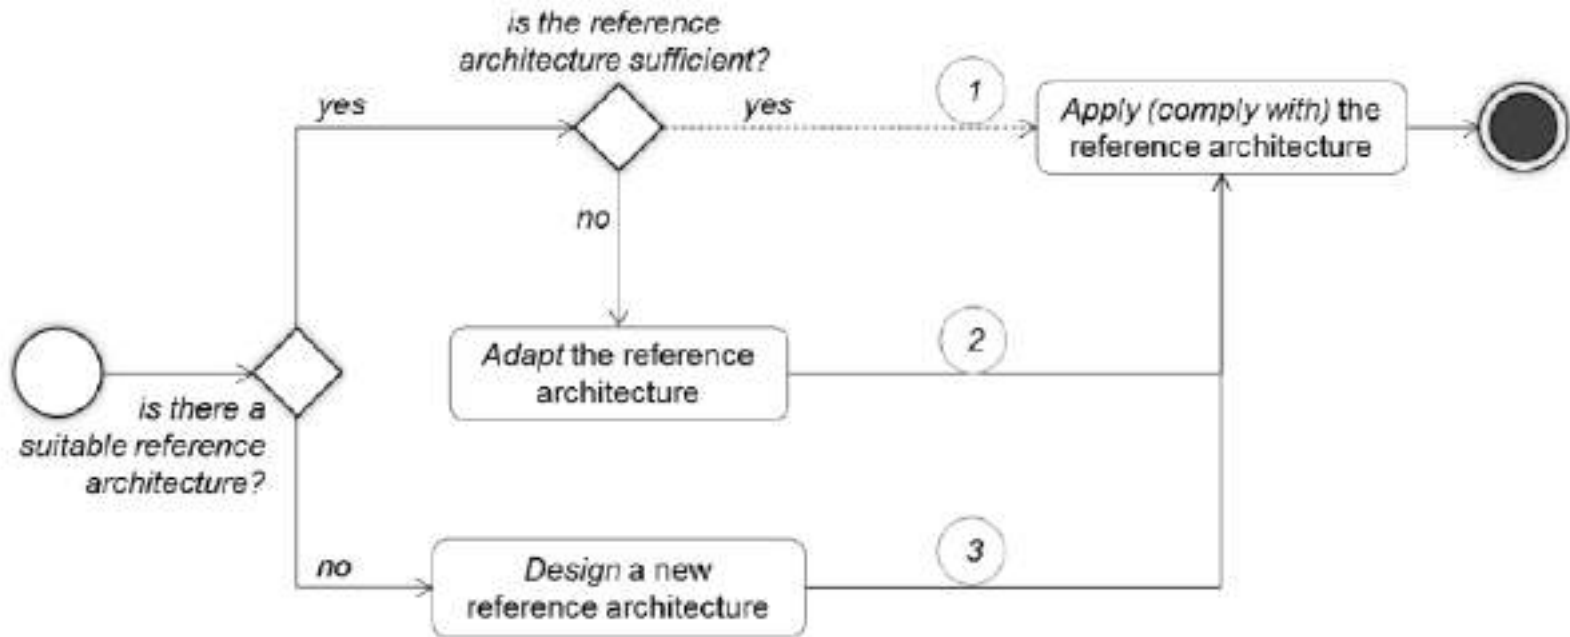 is the reference
architecture sufficient?
yes
yes
1
Apply (comply with) the
reference architecture
no
Adapt the reference
architecture
2
is there a
suitable reference
architecture?
no
Design a new
reference architecture
3